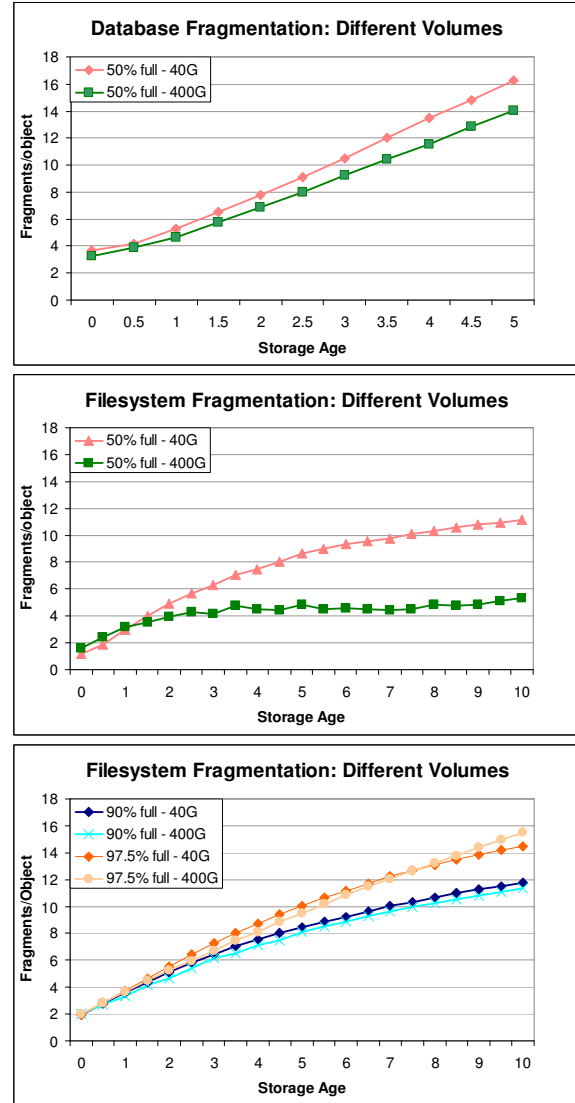 Database Fragmentation: Different Volumes
18
16
14
12
10
8
6
4
2
0
Fragments/object
50% full - 40G
50% full - 400G
0 0.5 1 1.5 2 2.5 3 3.5 4 4.5 5
Storage Age
Filesystem Fragmentation: Different Volumes
18
16
14
12
10
8
6
4
2
0
Fragments/object
50% full - 40G
50% full - 400G
0 1 2 3 4 5 6 7 8 9 10
Storage Age
Filesystem Fragmentation: Different Volumes
18
16
14
12
10
8
6
4
2
0
Fragments/Object
90% full - 40G
90% full - 400G
97.5% full - 40G
97.5% full - 400G
0 1 2 3 4 5 6 7 8 9 10
Storage Age